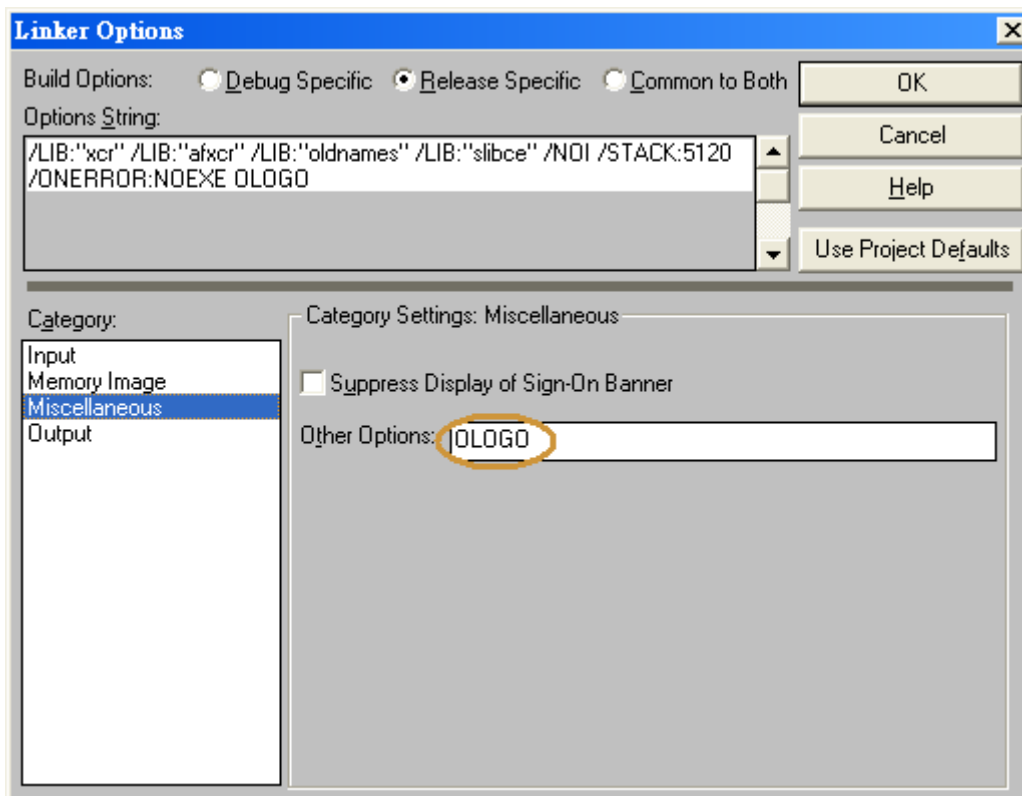 Linker Options
Build Options: Debug Specific Release Specific Common to Both
OK
Options String:
Cancel
/LIB:"xcr" /LIB:"afxcr" /LIB:"oldnames" /LIB:"slibce" /NOI /STACK:5120
/ONERROR:NOEXE OLOGO
Help
Use Project Defaults
Category:
Input
Memory Image
Miscellaneous
Output
Category Settings: Miscellaneous
Suppress Display of Sign-On Banner
Other Options: OLOGO